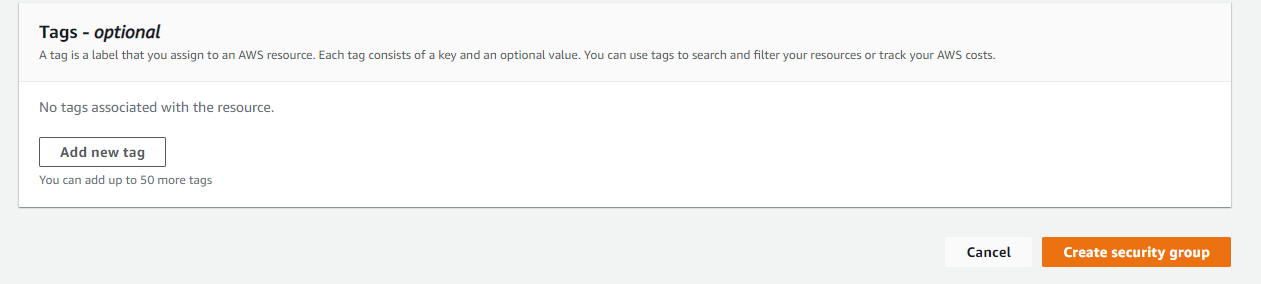 Tags - optional
A tag is a label that you assign to an AWS resource. Each tag consists of a key and an optional value. You can use tags to search and filter your resources or track your AWS costs.
No tags associated with the resource.
Add new tag
You can add up to 50 more tags
Cancel
Create security group